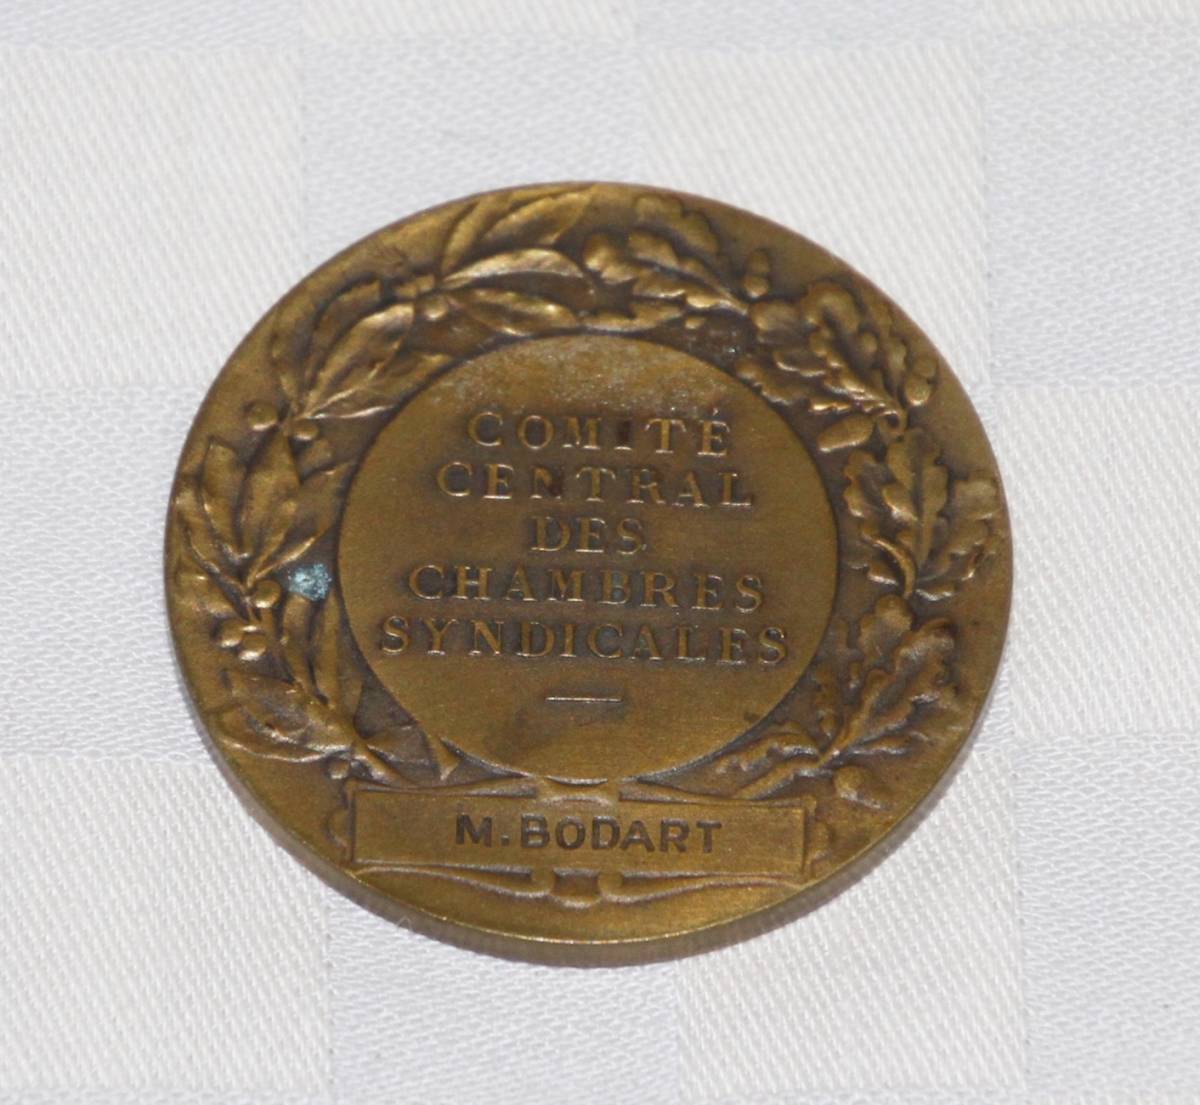 COMITÉ
CENTRAL
DES
CHAMBRES
SYNDICALES
M. BODART